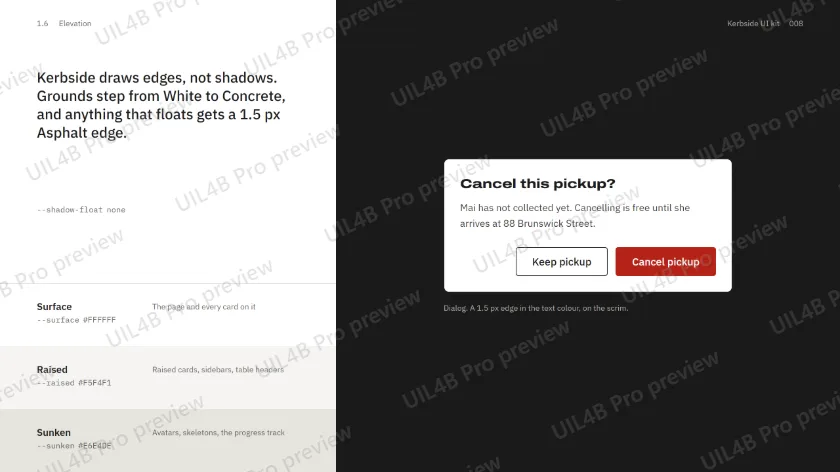 1.6 Elevation
Kerbside UI kit 008
Kerbside draws edges, not shadows.
Grounds step from White to Concrete,
and anything that floats gets a 1.5 px
Asphalt edge.
--shadow-float none
Surface
--surface #FFFFFF
The page and every card on it
Raised
--raised #F5F4F1
Raised cards, sidebars, table headers
Sunken
--sunken #E6E4DE
Avatars, skeletons, the progress track
Cancel this pickup?
Mai has not collected yet. Cancelling is free until she
arrives at 88 Brunswick Street.
Keep pickup
Cancel pickup
Dialog. A 1.5 px edge in the text colour, on the scrim.
UIL4B Pro preview